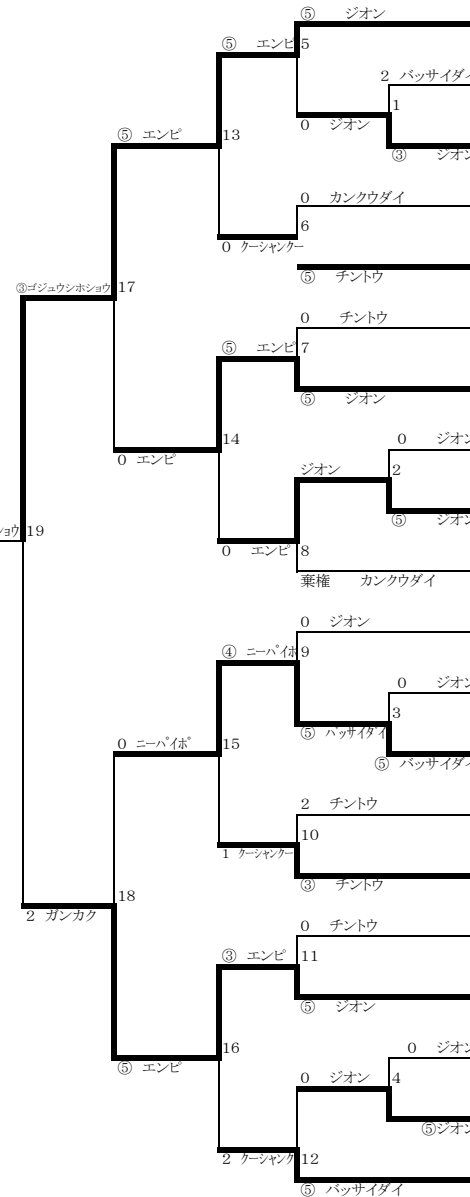 ⑤ ジオン
⑤ エンピ 5
2 バッサイダイ
1
0 ジオン
③ ジオン
⑤ エンピ
13
0 カンクウダイ
6
0 クーシャンクー
⑤ チントウ
③ゴジュウシホショウ 17
0 チントウ
⑤ エンピ 7
⑤ ジオン
14
0 ジオン
0 エンピ
ジオン 2
⑤ ジオン
ョウ 19
0 エンピ 8
棄権 カンクウダイ
0 ジオン
④ ニーパイポ 9
0 ジオン
3
⑤ バッサイダイ
0 ニーパイポ 15
⑤ バッサイダイ
2 チントウ
10
1 クーシャンクー
③ チントウ
18
2 ガンカク
0 チントウ
③ エンピ 11
⑤ ジオン
16
0 ジオン
⑤ エンピ
0 ジオン 4
⑤ジオン
2 クーシャンク 12
⑤ バッサイダイ